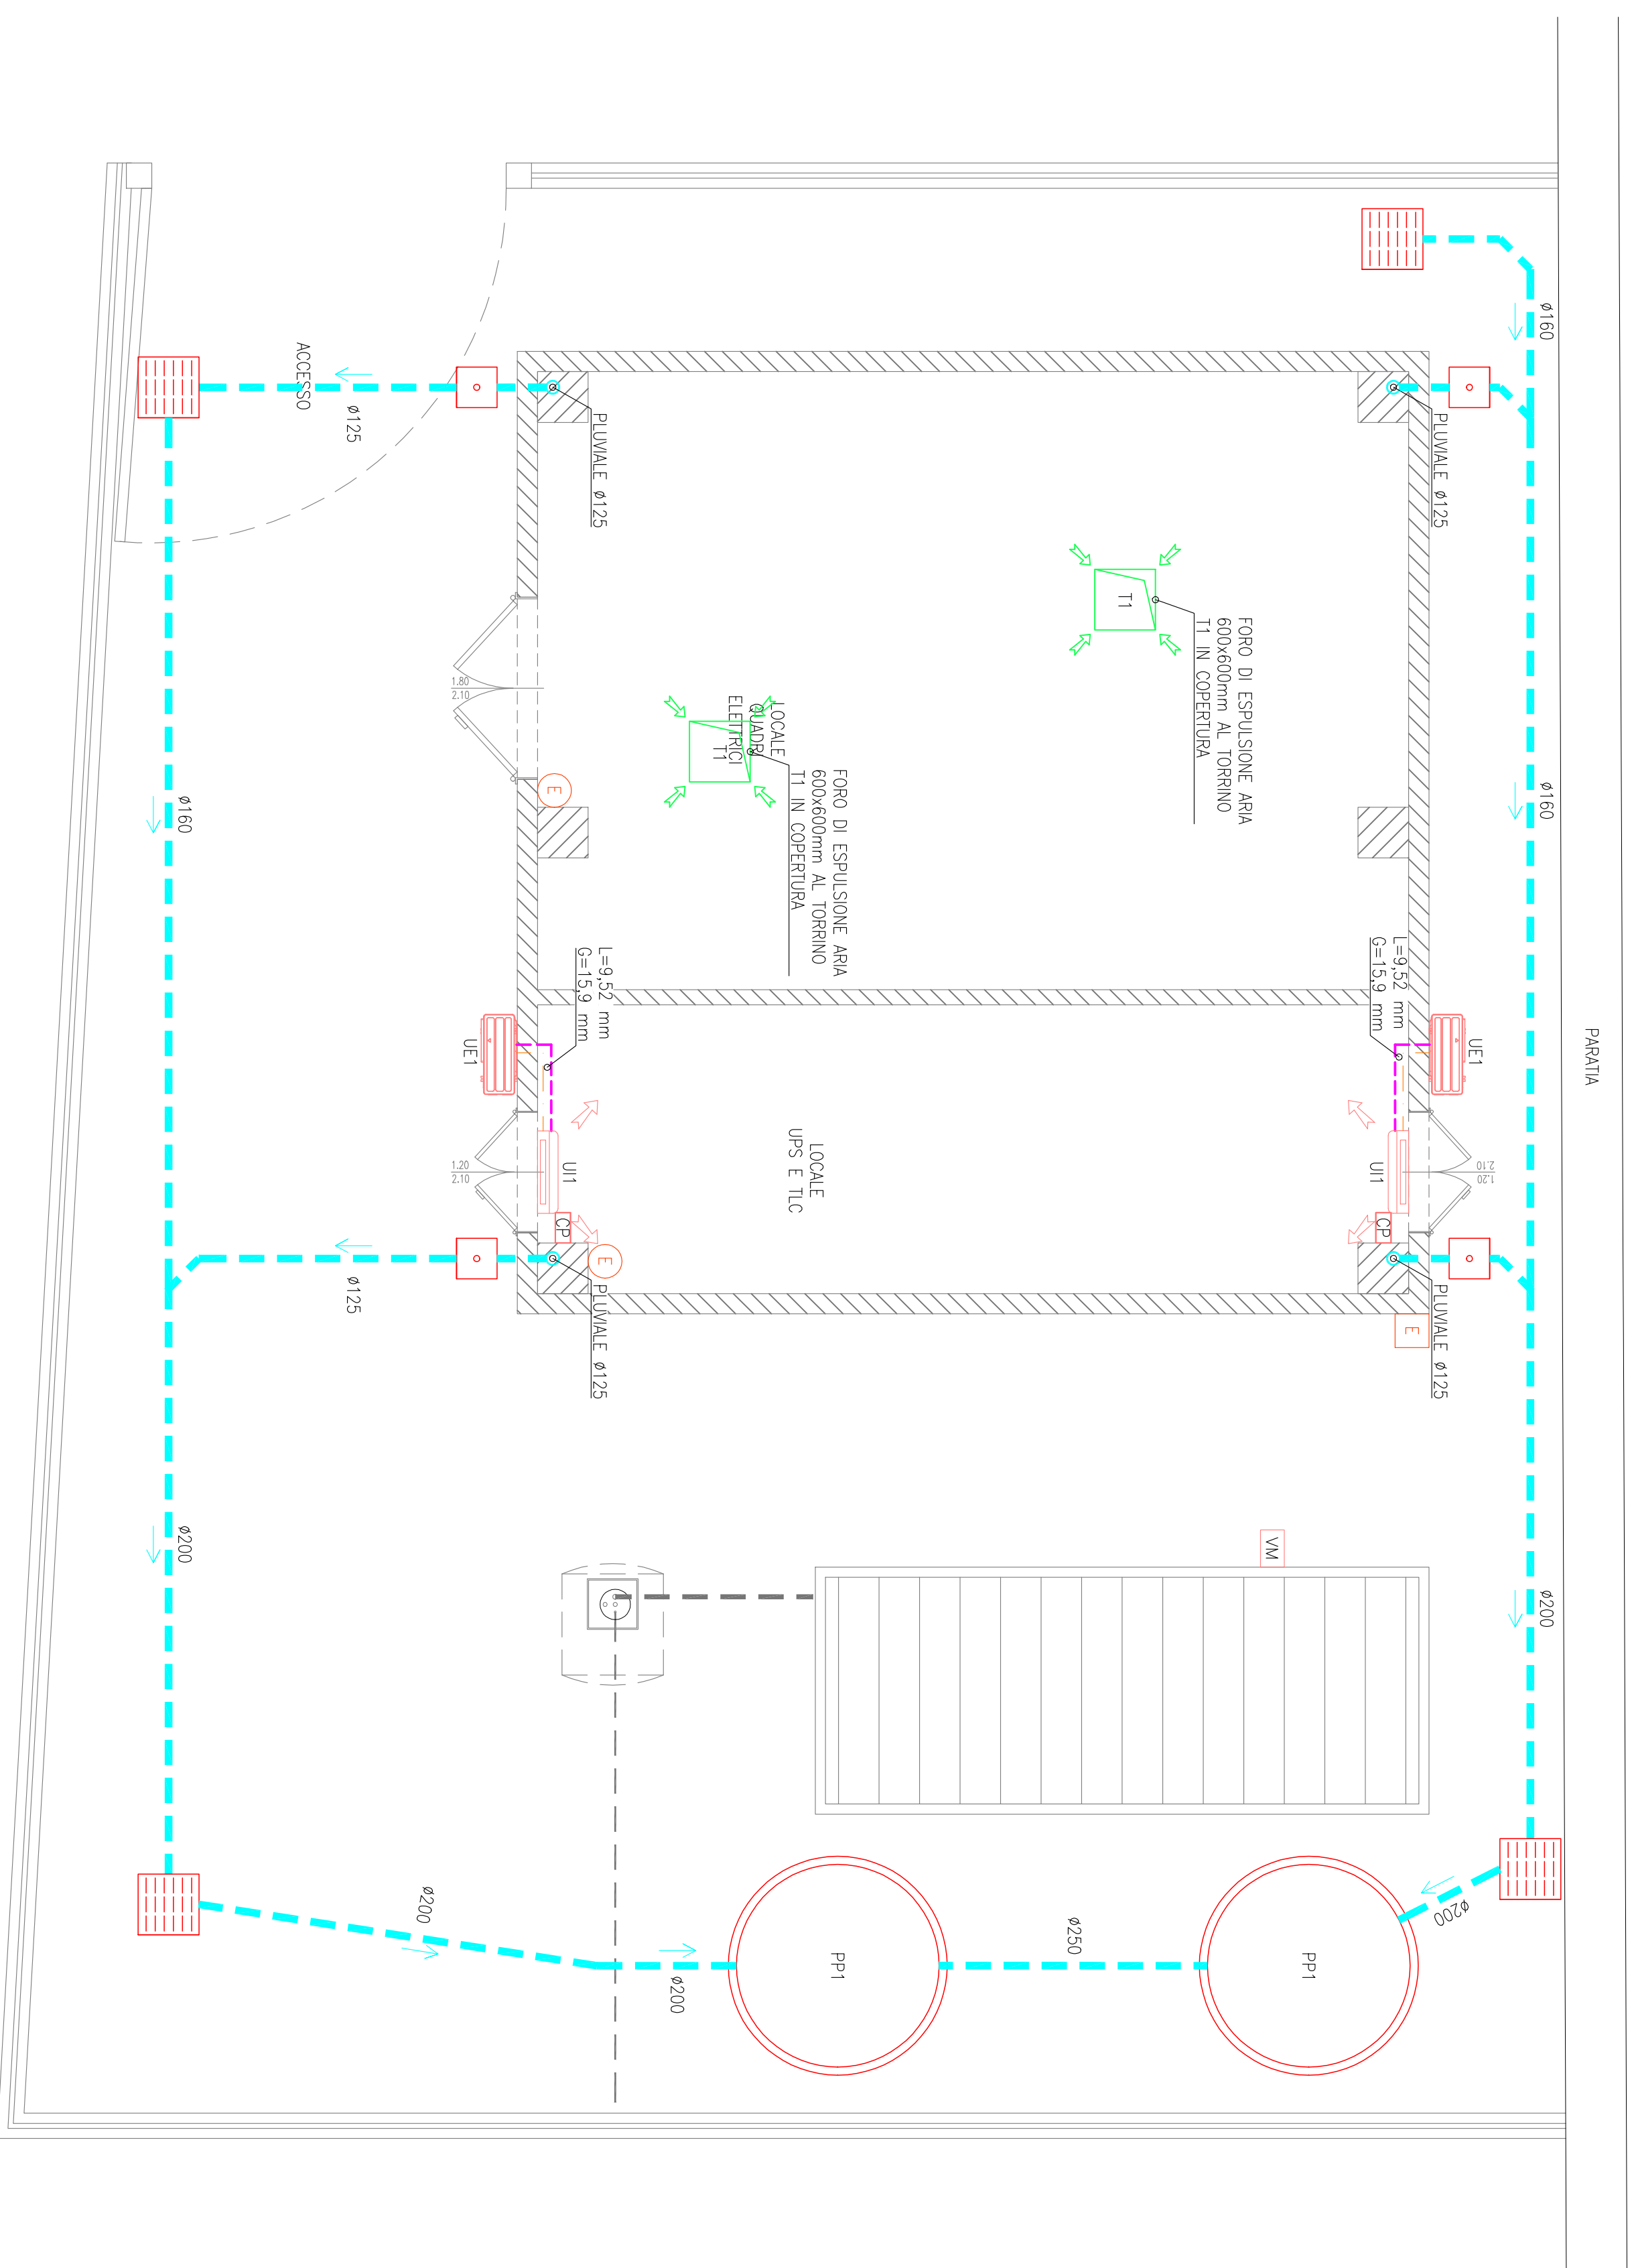 PARATIA
ø160
ø160
ø200
PLUVIALE ø125
PLUVIALE ø125
UE1
L=9,52 mm
G=15,9 mm
UI1
CP
1.20
2.10
E
FORO DI ESPULSIONE ARIA
600x600mm AL TORRINO
T1 IN COPERTURA
T1
VM
ø200
PP1
ø250
PP1
LOCALE
QUADRI
ELETTRICI
T1
FORO DI ESPULSIONE ARIA
600x600mm AL TORRINO
T1 IN COPERTURA
LOCALE
UPS E TLC
PLUVIALE ø125
PLUVIALE ø125
E
E
L=9,52 mm
G=15,9 mm
UI1
CP
UE1
1.80
2.10
1.20
2.10
ø200
ø200
ACCESSO
ø125
ø125
ø160
ø200